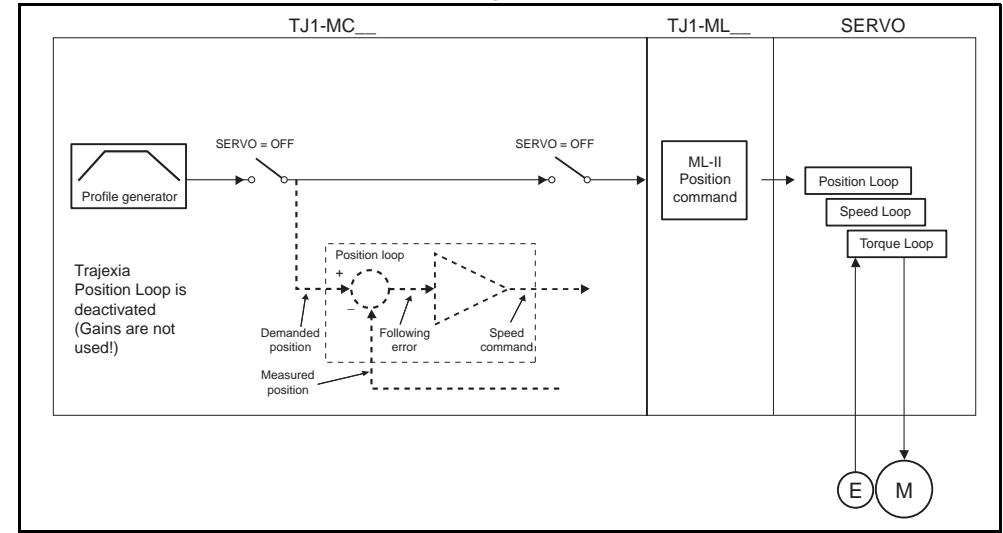 TJ1-MC__
TJ1-ML__
SERVO
SERVO = OFF
SERVO = OFF
Profile generator
ML-II
Position
command
Position Loop
Speed Loop
Torque Loop
Trajexia
Position Loop is
deactivated
(Gains are not
used!)
Position loop
+
_
Demanded
position
Following
error
Speed
command
Measured
position
E
M